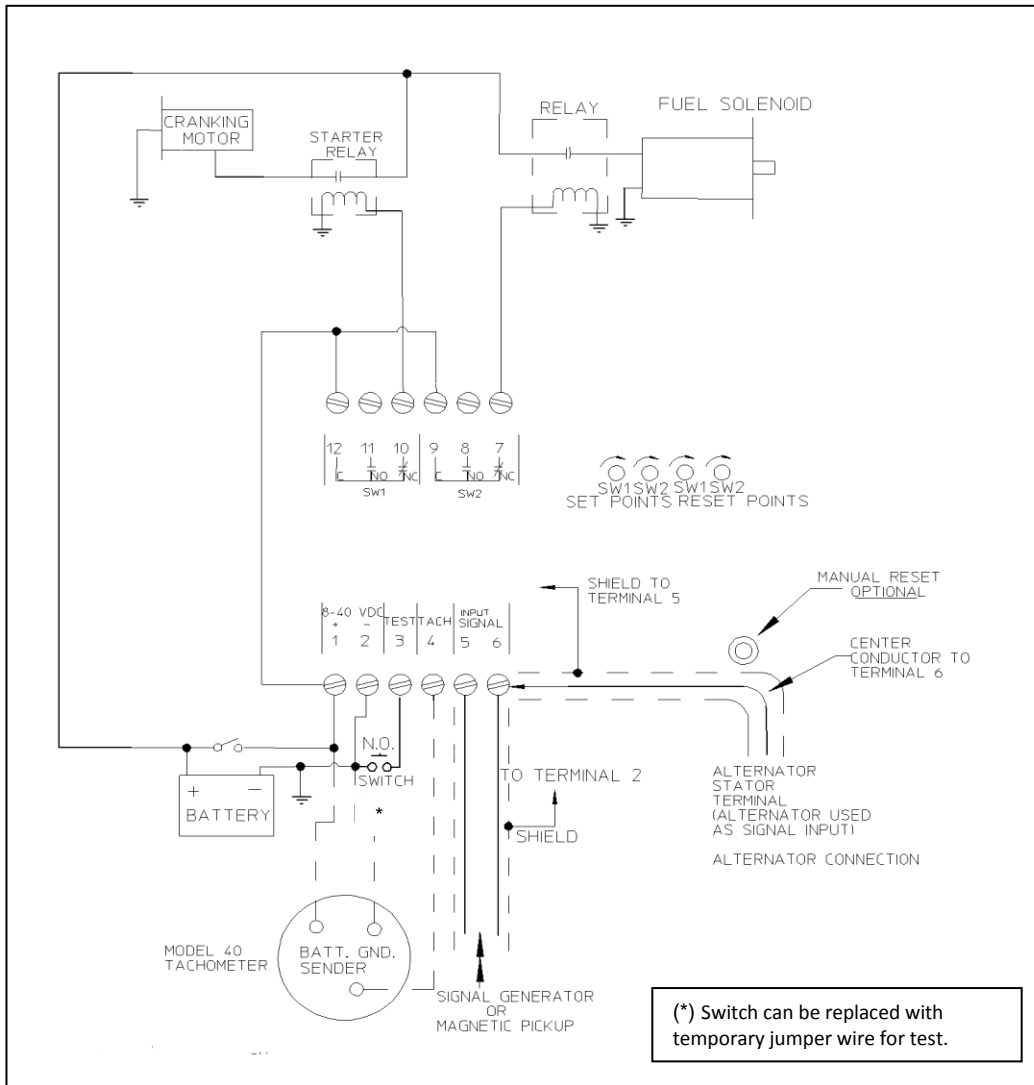 CRANKING
MOTOR
STARTER
RELAY
RELAY
FUEL SOLENOID
12 11 10 9 8 7
C NO NC C NO NC
SW1 SW2
SW1 SW2 SW1 SW2
SET POINTS RESET POINTS
SHIELD TO
TERMINAL 5
MANUAL RESET
OPTIONAL
CENTER
CONDUCTOR TO
TERMINAL 6
8-40 VDC TEST TACH INPUT
SIGNAL
+ -
1 2 3 4 5 6
N.O.
SWITCH
*
+ -
BATTERY
TO TERMINAL 2
SHIELD
ALTERNATOR
STATOR
TERMINAL
(ALTERNATOR USED
AS SIGNAL INPUT)
ALTERNATOR CONNECTION
MODEL 40
TACHOMETER
BATT. GND.
SENDER
SIGNAL GENERATOR
OR
MAGNETIC PICKUP
(*) Switch can be replaced with
temporary jumper wire for test.